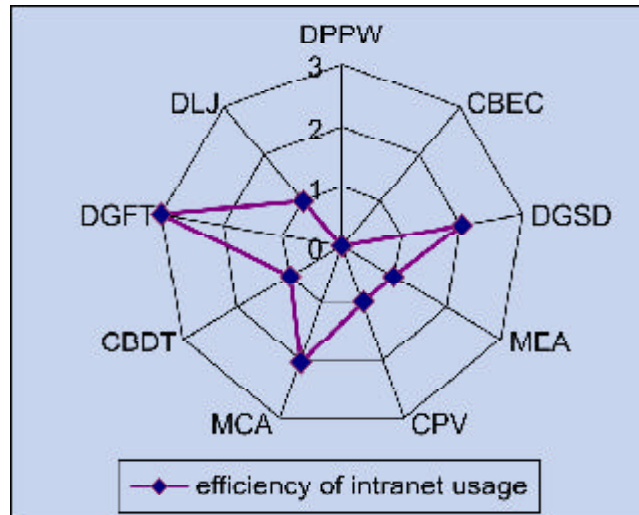 DPPW
3
DLJ
CBEC
2
1
DGFT
DGSD
0
CBDT
MEA
MCA
CPV
efficiency of intranet usage